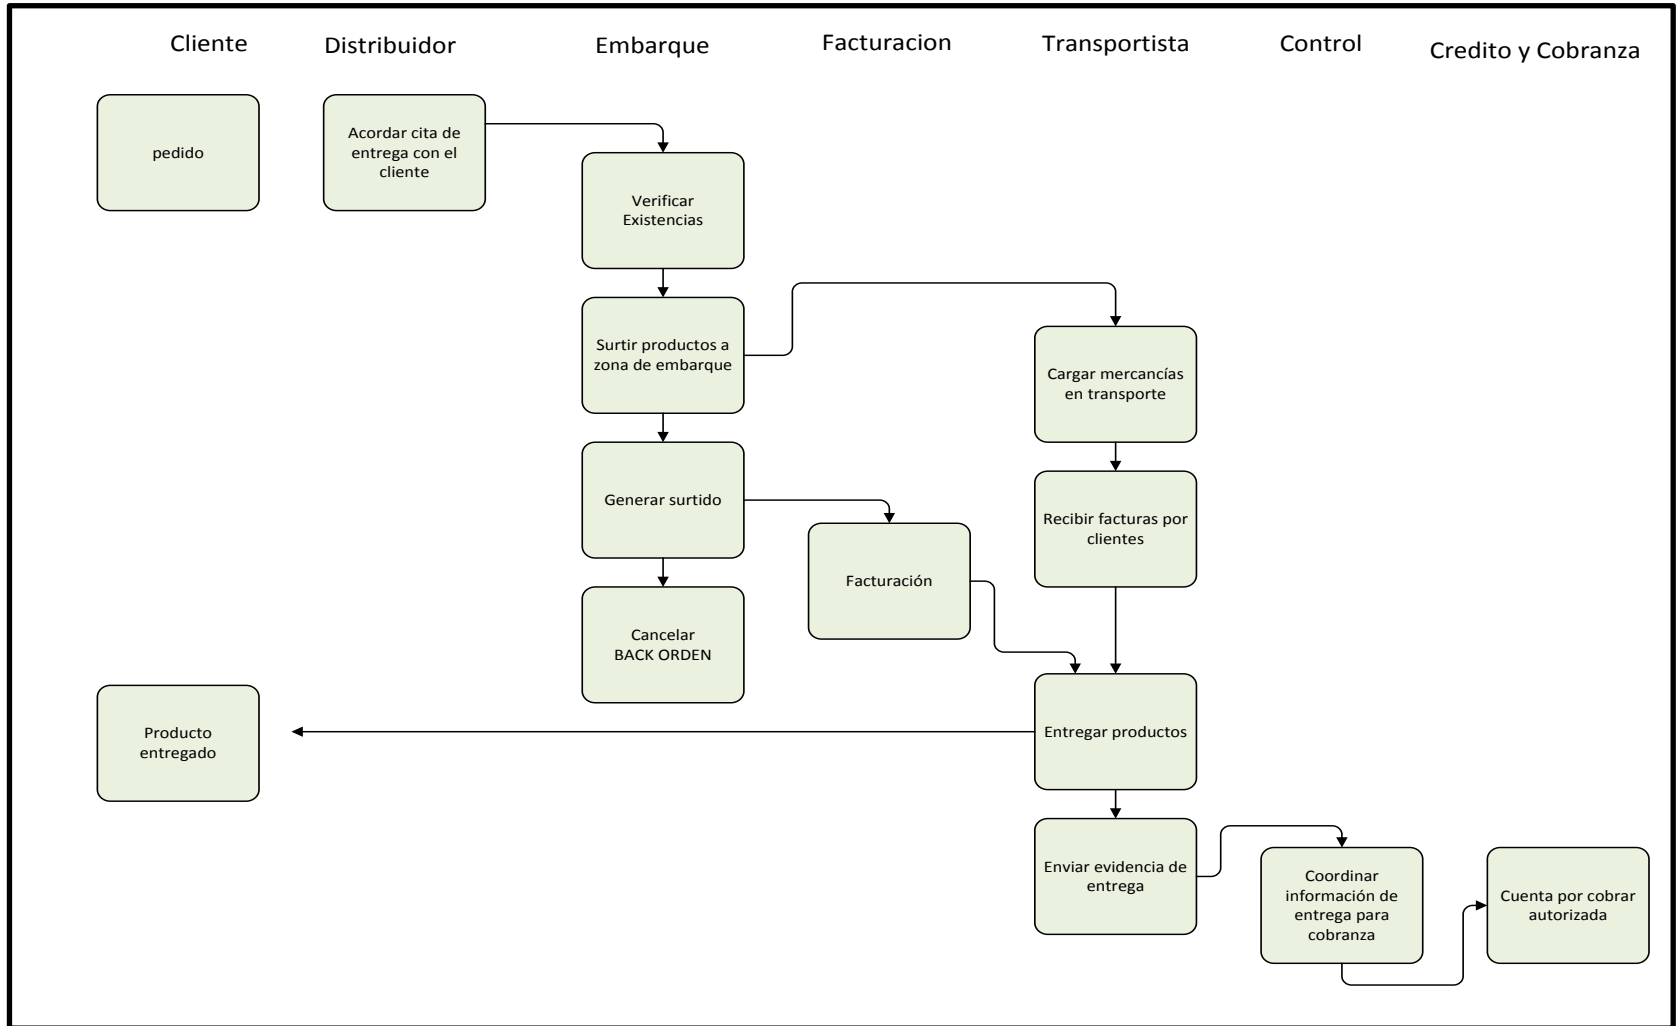 Cliente
Distribuidor
Embarque
Facturacion
Transportista
Control
Credito y Cobranza
pedido
Acordar cita de
entrega con el
cliente
Verificar
Existencias
Surtir productos a
zona de embarque
Cargar mercancías
en transporte
Generar surtido
Recibir facturas por
clientes
Facturación
Cancelar
BACK ORDEN
Producto
entregado
Entregar productos
Enviar evidencia de
entrega
Coordinar
información de
entrega para
cobranza
Cuenta por cobrar
autorizada